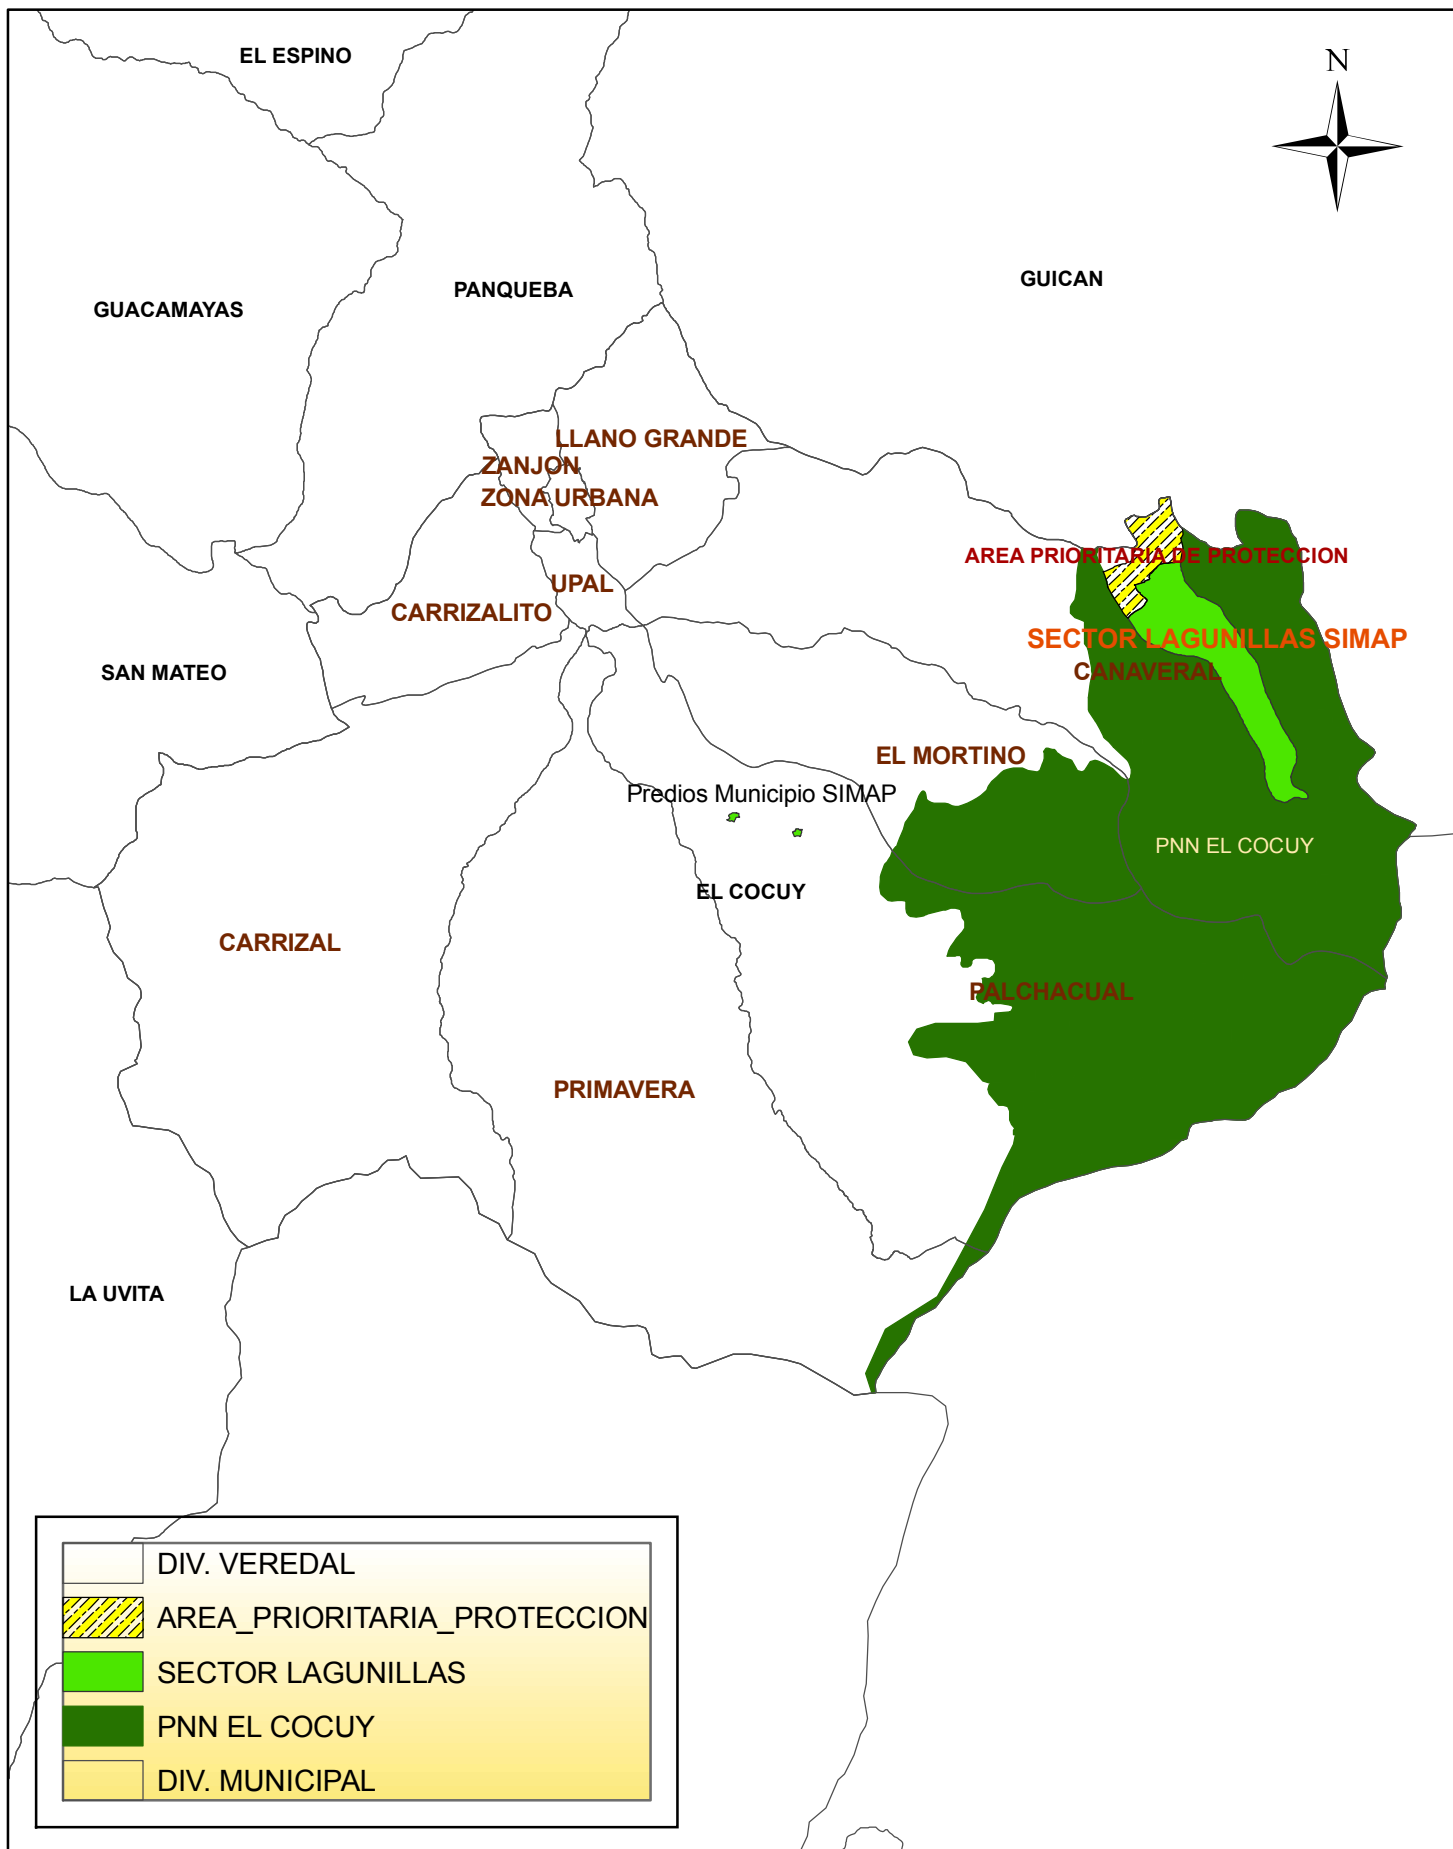 EL ESPINO
N
GUICAN
PANQUEBA
GUACAMAYAS
LLANO GRANDE
ZANJON
ZONA URBANA
AREA PRIORITARIA DE PROTECCION
UPAL
CARRIZALITO
SECTOR LAGUNILLAS SIMAP
SAN MATEO
CANAVERAL
EL MORTINO
Predios Municipio SIMAP
PNN EL COCUY
EL COCUY
CARRIZAL
PALCHACUAL
PRIMAVERA
LA UVITA
DIV. VEREDAL
AREA_PRIORITARIA_PROTECCION
SECTOR LAGUNILLAS
PNN EL COCUY
DIV. MUNICIPAL